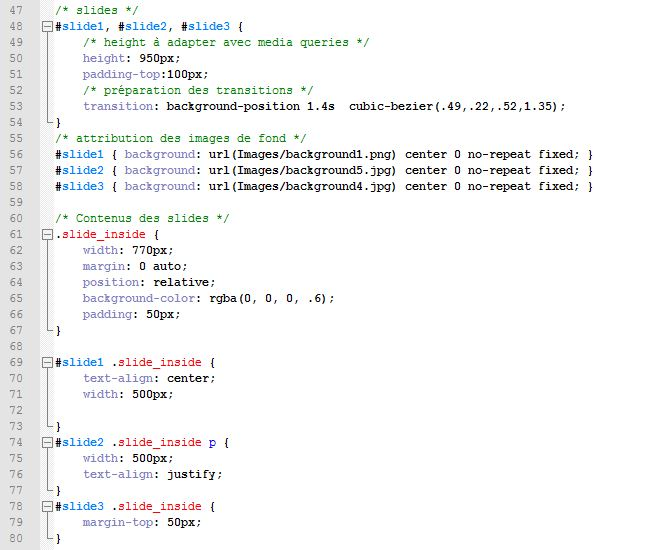 47 /* slides */
48 #slide1, #slide2, #slide3 {
49 /* height à adapter avec media queries */
50 height: 950px;
51 padding-top:100px;
52 /* préparation des transitions */
53 transition: background-position 1.4s  cubic-bezier(.49,.22,.52,1.35);
54 }
55 /* attribution des images de fond */
56 #slide1 { background: url(Images/background1.png) center 0 no-repeat fixed; }
57 #slide2 { background: url(Images/background5.jpg) center 0 no-repeat fixed; }
58 #slide3 { background: url(Images/background4.jpg) center 0 no-repeat fixed; }
59
60 /* Contenus des slides */
61 .slide_inside {
62 width: 770px;
63 margin: 0 auto;
64 position: relative;
65 background-color: rgba(0, 0, 0, .6);
66 padding: 50px;
67 }
68
69 #slide1 .slide_inside {
70 text-align: center;
71 width: 500px;
72
73 }
74 #slide2 .slide_inside p {
75 width: 500px;
76 text-align: justify;
77 }
78 #slide3 .slide_inside {
79 margin-top: 50px;
80 }